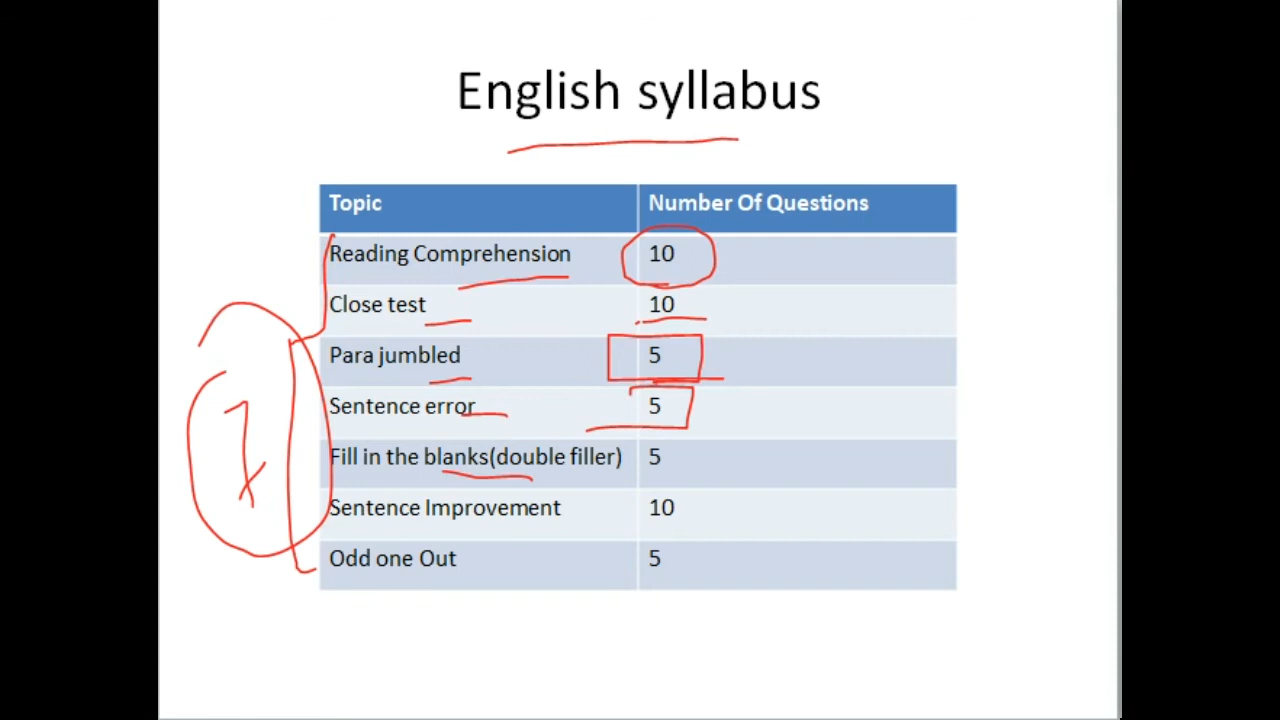 English syllabus
Topic Number Of Questions
Reading Comprehension 10
Close test 10
Para jumbled 5
Sentence error 5
Fill in the blanks(double filler) 5
Sentence Improvement 10
Odd one Out 5
7